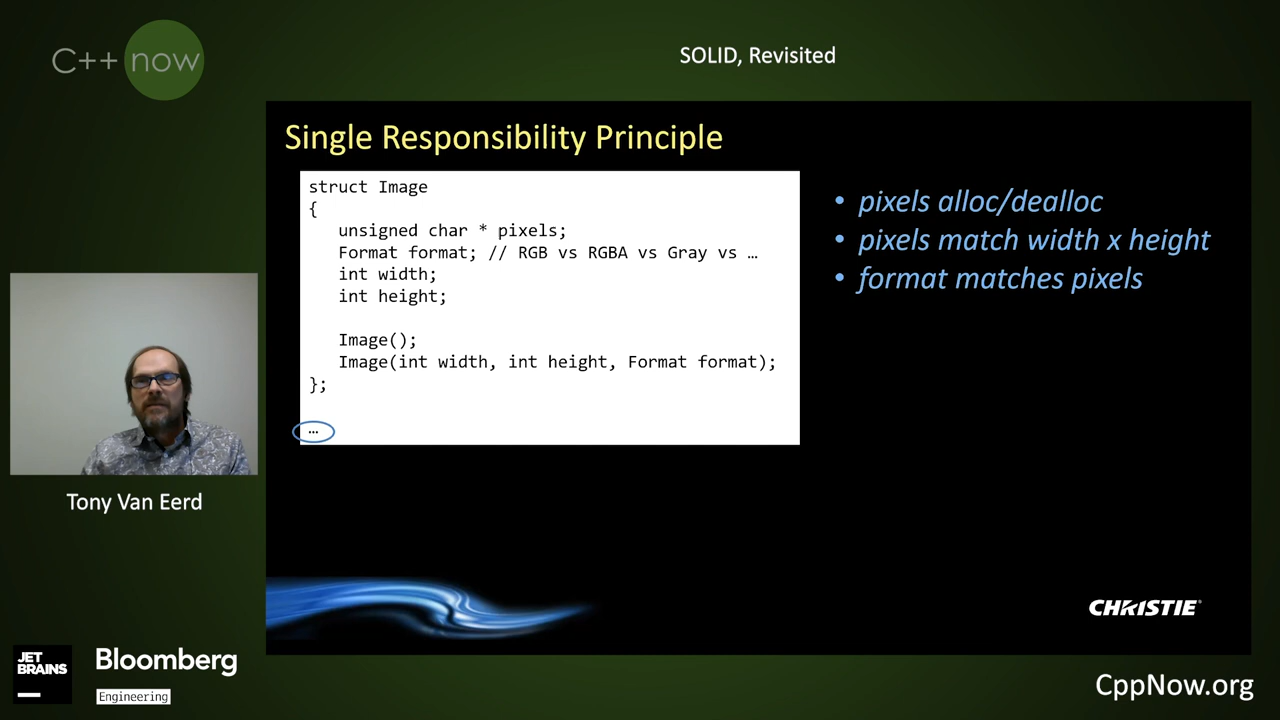 C++ now
SOLID, Revisited
Single Responsibility Principle
struct Image
{
unsigned char * pixels;
Format format; // RGB vs RGBA vs Gray vs …
int width;
int height;
Image();
Image(int width, int height, Format format);
};
…
• pixels alloc/dealloc
• pixels match width x height
• format matches pixels
Tony Van Eerd
CHRISTIE
JET
BRAINS
Bloomberg
Engineering
CppNow.org